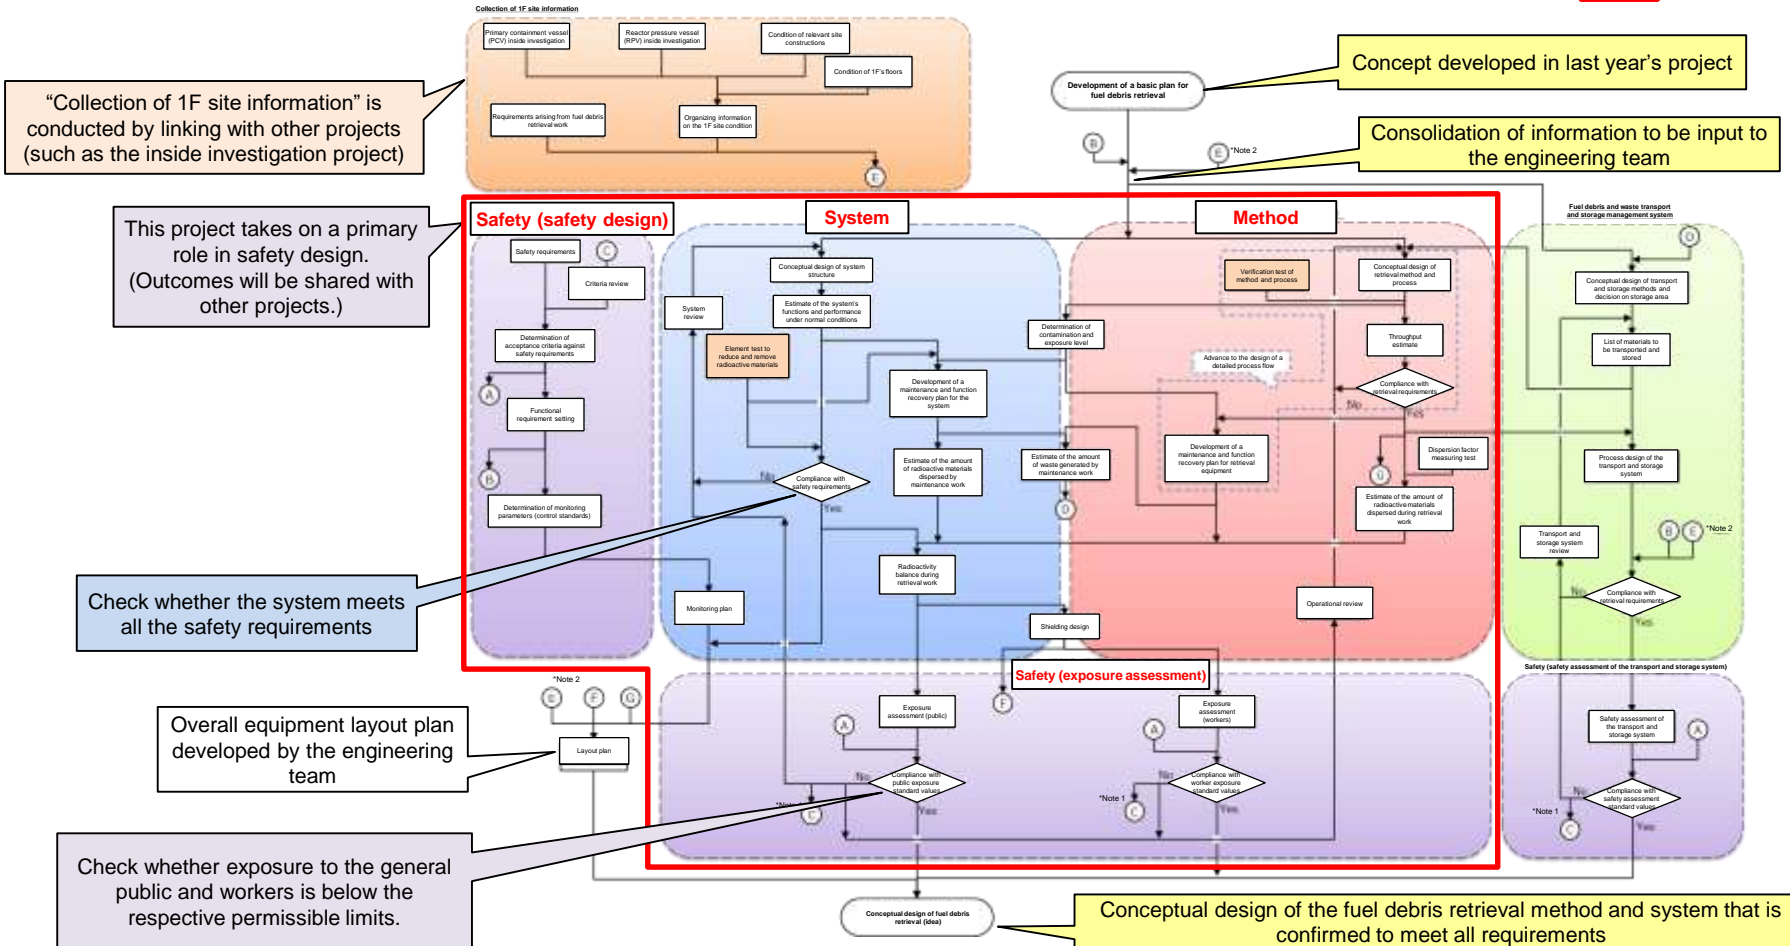 Collection of 1F site information
Primary containment vessel
(PCV) inside investigation
Reactor pressure vessel
(RPV) inside investigation
Condition of relevant site
constructions
Condition of 1F's floors
Requirements arising from fuel debris
retrieval work
Organizing information
on the 1F site condition
E
“Collection of 1F site information” is
conducted by linking with other projects
(such as the inside investigation project)
Development of a basic plan for
fuel debris retrieval
Concept developed in last year’s project
B
E
*Note 2
Consolidation of information to be input to
the engineering team
This project takes on a primary
role in safety design.
(Outcomes will be shared with
other projects.)
Safety (safety design)
Safety requirements
C
Criteria review
Determination of
acceptance criteria against
safety requirements
A
Functional
requirement setting
B
Determination of monitoring
parameters (control standards)
System
Conceptual design of system
structure
System
review
Estimate of the system's
functions and performance
under normal conditions
Element test to
reduce and remove
radioactive materials
Development of a
maintenance and function
recovery plan for the
system
Estimate of the amount
of radioactive materials
dispersed by
maintenance work
Compliance with
safety requirements
No
Yes
Radioactivity
balance during
retrieval work
Monitoring plan
Determination of
contamination and
exposure level
Estimate of the amount
of waste generated by
maintenance work
D
Shielding design
Method
Verification test of
method and process
Conceptual design of
retrieval method and
process
Throughput
estimate
Advance to the design of a
detailed process flow
Compliance with
retrieval requirements
No
Yes
Development of a
maintenance and function
recovery plan for retrieval
equipment
G
Dispersion factor
measuring test
Estimate of the amount of
radioactive materials
dispersed during retrieval
work
Operational review
Fuel debris and waste transport
and storage management system
D
Conceptual design of transport
and storage methods and
decision on storage area
List of materials to
be transported and
stored
Process design of the
transport and storage
system
B
E
*Note 2
Transport and
storage system
review
Compliance with
retrieval requirements
No
Yes
Check whether the system meets
all the safety requirements
Safety (exposure assessment)
F
Exposure
assessment (public)
A
Compliance with
public exposure
standard values
No
Yes
C
Exposure
assessment
(workers)
A
Compliance with
worker exposure
standard values
No
Yes
*Note 1
C
Safety (safety assessment of the transport and storage system)
Safety assessment of
the transport and
storage system
A
Compliance with
safety assessment
standard values
No
Yes
*Note 1
C
*Note 2
E
F
G
Layout plan
Overall equipment layout plan
developed by the engineering
team
Check whether exposure to the general
public and workers is below the
respective permissible limits.
Conceptual design of fuel debris
retrieval (idea)
Conceptual design of the fuel debris retrieval method and system that is
confirmed to meet all requirements